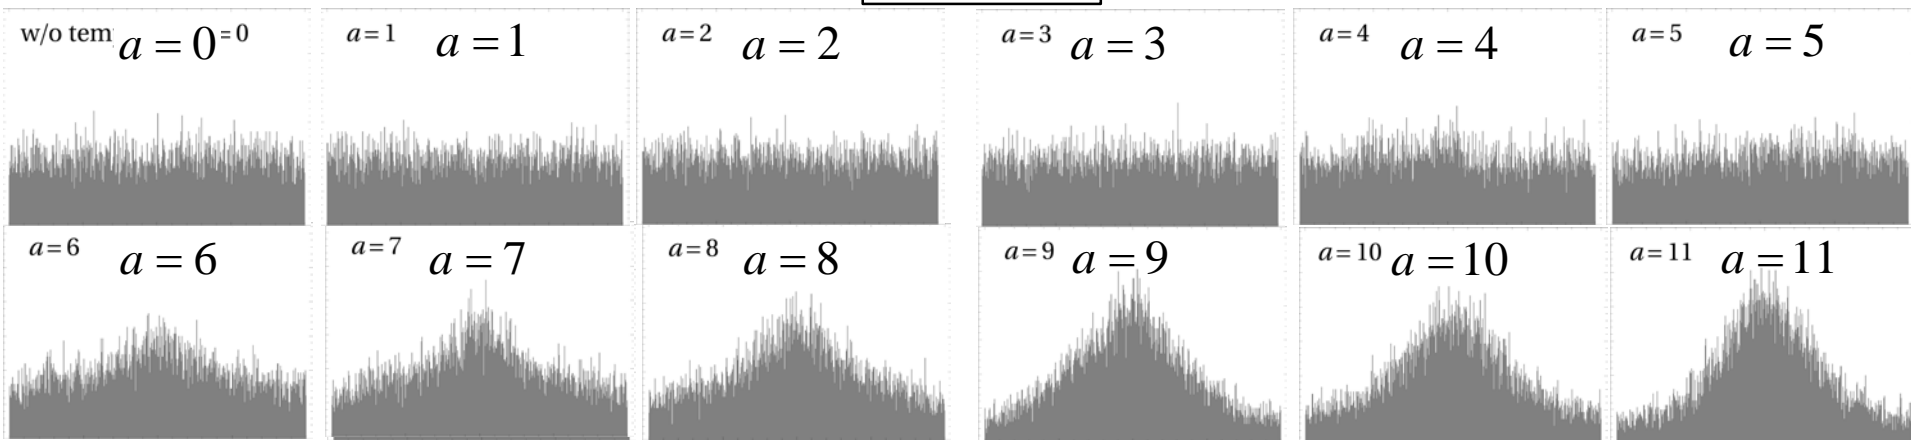 w/o tem a = 0 = 0
a = 1 a = 1
a = 2 a = 2
a = 3 a = 3
a = 4 a = 4
a = 5 a = 5
a = 6 a = 6
a = 7 a = 7
a = 8 a = 8
a = 9 a = 9
a = 10 a = 10
a = 11 a = 11